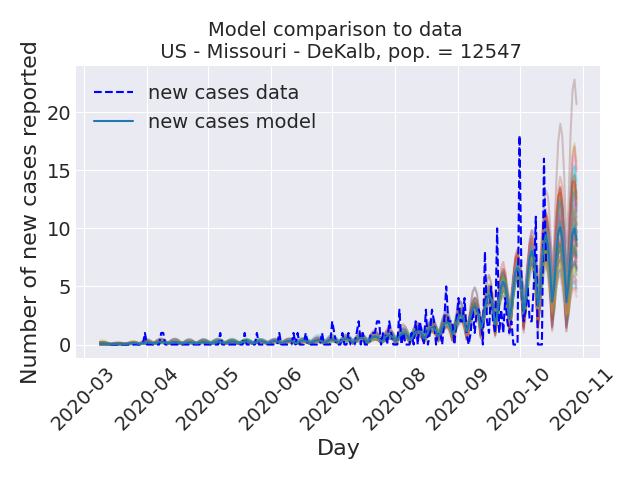 Model comparison to data
US - Missouri - DeKalb, pop. = 12547
Number of new cases reported
new cases data
new cases model
20
15
10
5
0
2020-03
2020-04
2020-05
2020-06
2020-07
2020-08
2020-09
2020-10
2020-11
Day